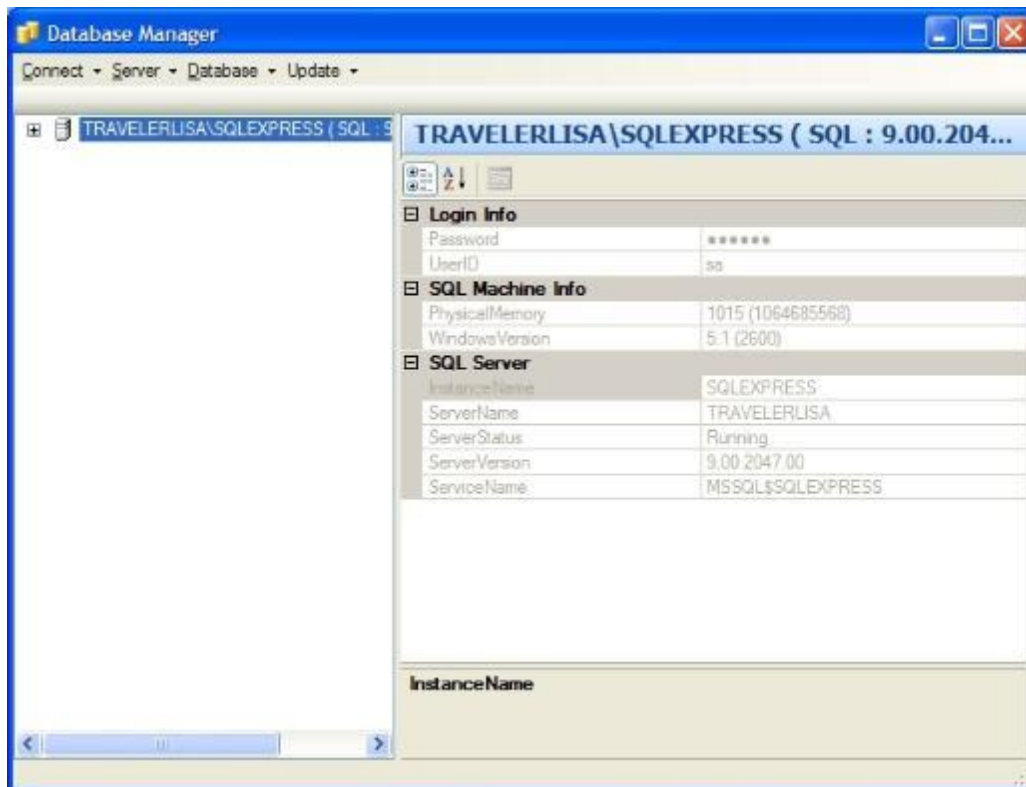 Database Manager
Connect Server Database Update
TRAVELERLISA\SQLEXPRESS ( SQL : 9
TRAVELERLISA\SQLEXPRESS ( SQL : 9.00.204...
Login Info
Password ●●●●●●
UserID sa
SQL Machine Info
PhysicalMemory 1015 (1064685568)
WindowsVersion 5.1 (2600)
SQL Server
InstanceName SQLEXPRESS
ServerName TRAVELERLISA
ServerStatus Running
ServerVersion 9.00.2047.00
ServiceName MSSQL$SQLEXPRESS
InstanceName